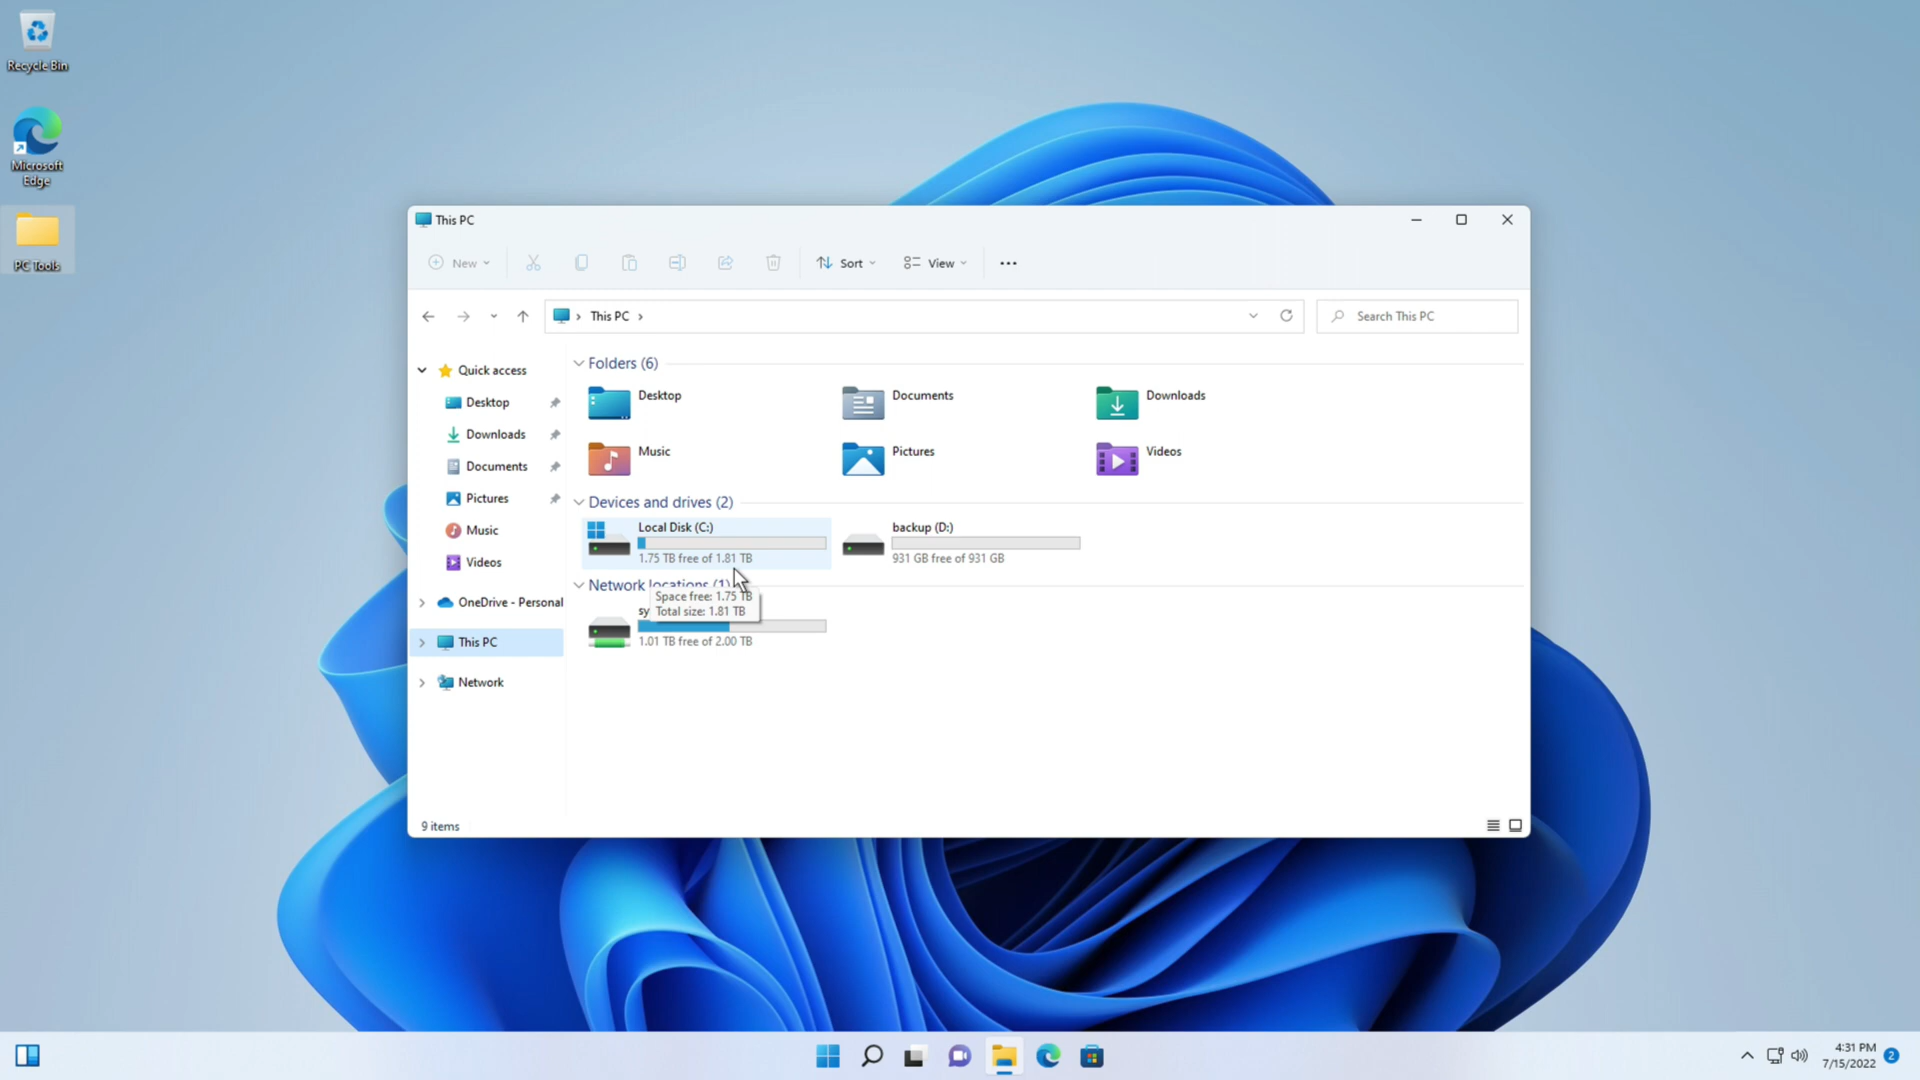 Recycle Bin
Microsoft
Edge
PC Tools
This PC
New
Sort
View
This PC
Search This PC
Quick access
Desktop
Downloads
Documents
Pictures
Music
Videos
OneDrive - Personal
This PC
Network
Folders (6)
Desktop
Documents
Downloads
Music
Pictures
Videos
Devices and drives (2)
Local Disk (C:)
1.75 TB free of 1.81 TB
backup (D:)
931 GB free of 931 GB
Network locations (1)
Space free: 1.75 TB
Total size: 1.81 TB
sy
1.01 TB free of 2.00 TB
9 items
4:31 PM
7/15/2022
2